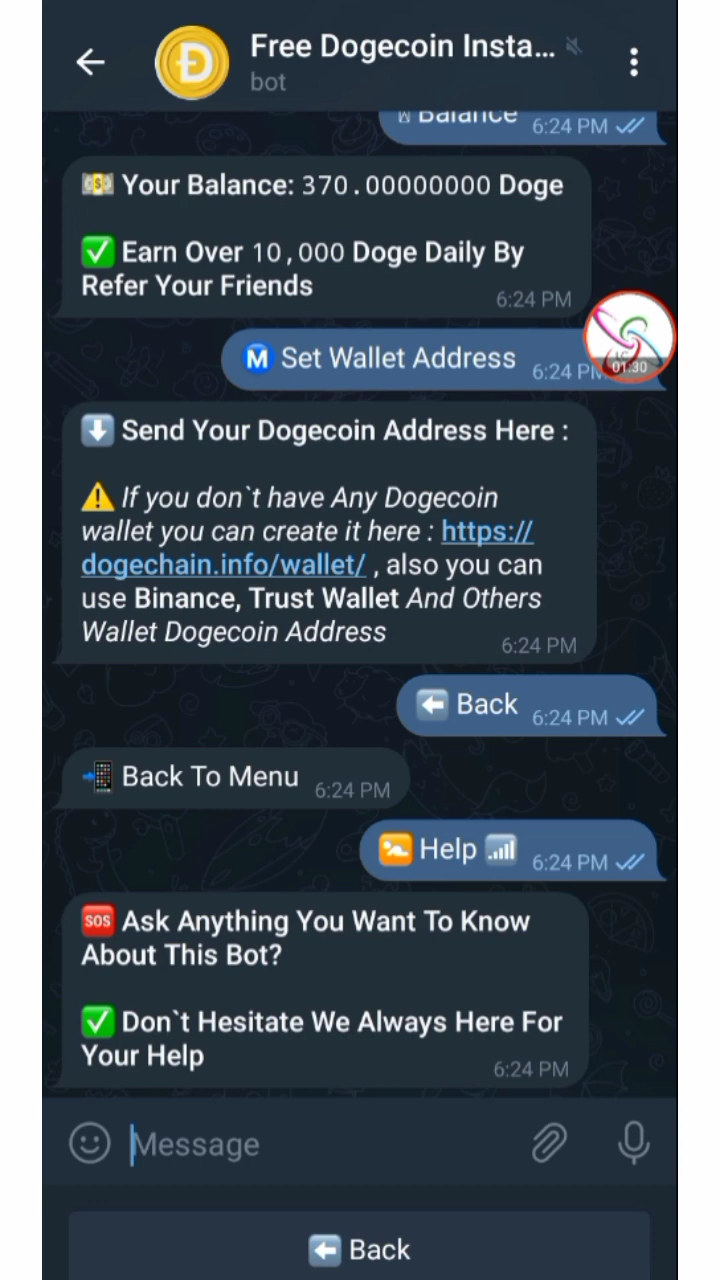 Free Dogecoin Insta...
bot
Balance
6:24 PM
Your Balance: 370.00000000 Doge
Earn Over 10,000 Doge Daily By
Refer Your Friends
6:24 PM
M Set Wallet Address
6:24 PM
LC
01:30
Send Your Dogecoin Address Here :
If you don`t have Any Dogecoin
wallet you can create it here : https://
dogechain.info/wallet/ , also you can
use Binance, Trust Wallet And Others
Wallet Dogecoin Address
6:24 PM
Back
6:24 PM
Back To Menu
6:24 PM
Help
6:24 PM
SOS Ask Anything You Want To Know
About This Bot?
Don`t Hesitate We Always Here For
Your Help
6:24 PM
Message
Back